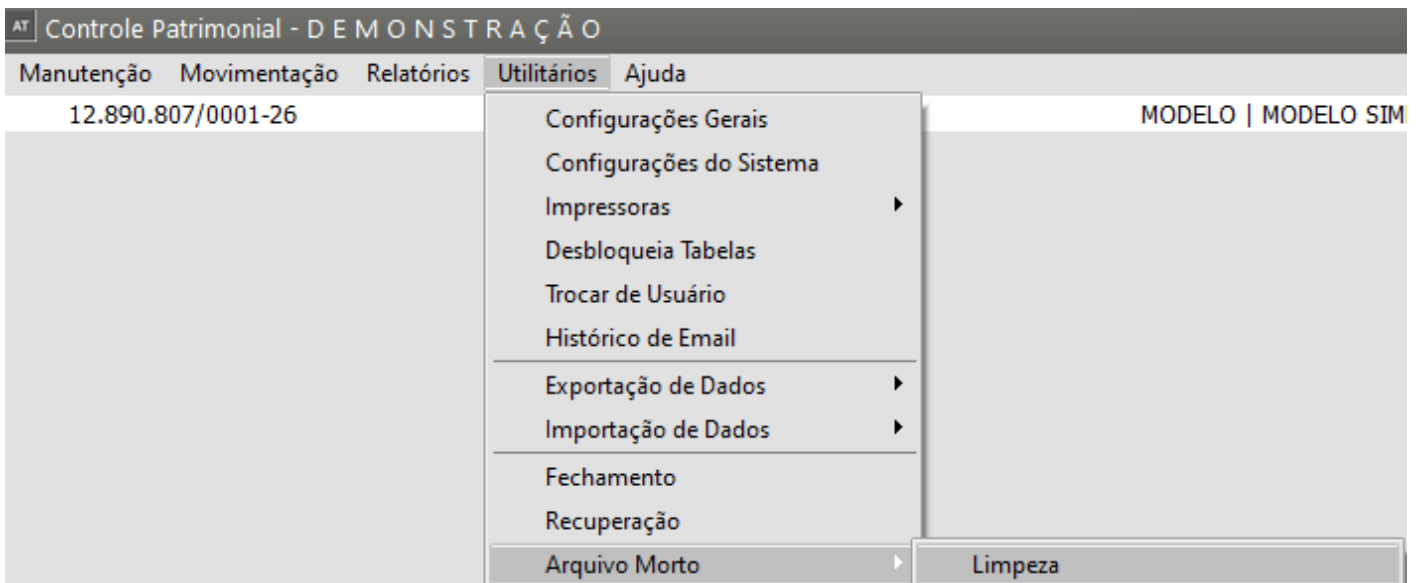 AT Controle Patrimonial - D E M O N S T R A Ç Ã O
Manutenção Movimentação Relatórios Utilitários Ajuda
12.890.807/0001-26 MODELO | MODELO SIM
Configurações Gerais
Configurações do Sistema
Impressoras
Desbloqueia Tabelas
Trocar de Usuário
Histórico de Email
Exportação de Dados
Importação de Dados
Fechamento
Recuperação
Arquivo Morto Limpeza